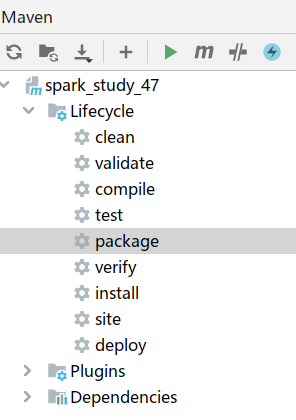 Maven
spark_study_47
Lifecycle
clean
validate
compile
test
package
verify
install
site
deploy
Plugins
Dependencies